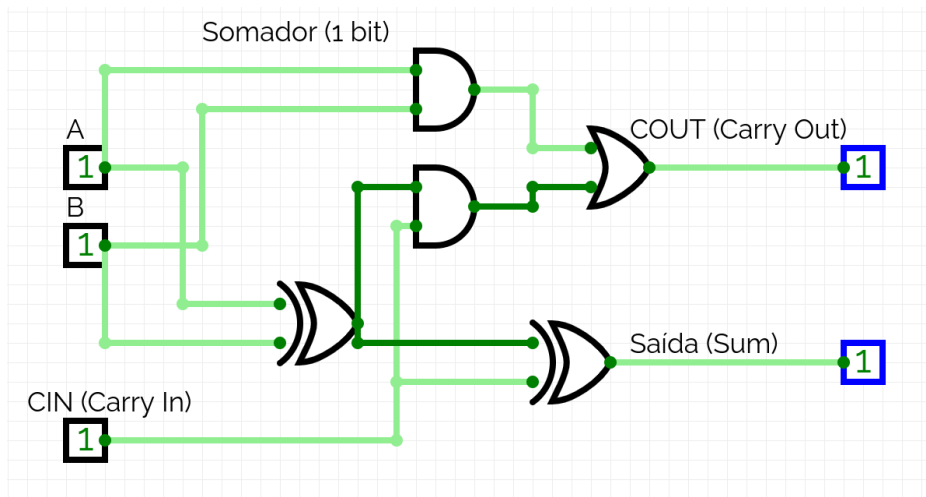 Somador (1 bit)
A
1
B
1
COUT (Carry Out)
1
Saída (Sum)
1
CIN (Carry In)
1